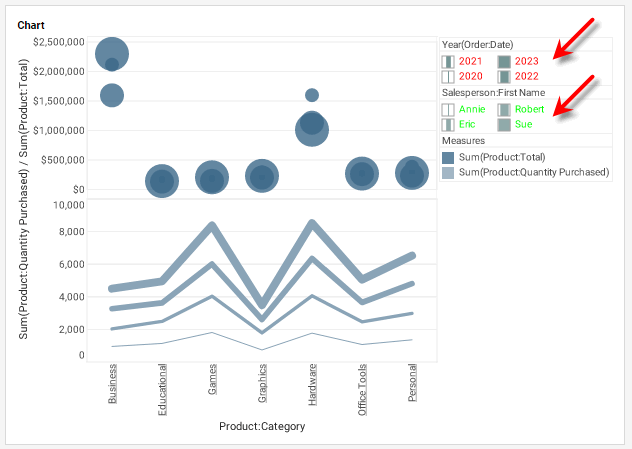 Chart
Sum(Product:Quantity Purchased) / Sum(Product:Total)
$2,500,000
$2,000,000
$1,500,000
$1,000,000
$500,000
$0
10,000
8,000
6,000
4,000
2,000
0
Business
Educational
Games
Graphics
Hardware
Office Tools
Personal
Product:Category
Year(Order:Date)
2021 2023
2020 2022
Salesperson:First Name
Annie Robert
Eric Sue
Measures
Sum(Product:Total)
Sum(Product:Quantity Purchased)